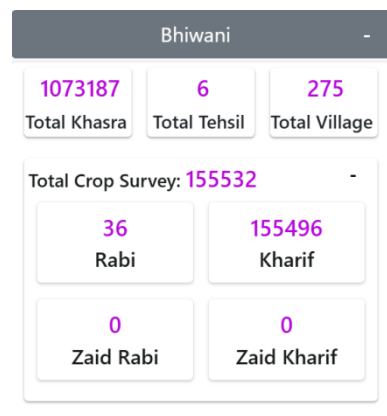 Bhiwani -
1073187 6 275
Total Khasra Total Tehsil Total Village
Total Crop Survey: 155532 -
36 155496
Rabi Kharif
0 0
Zaid Rabi Zaid Kharif